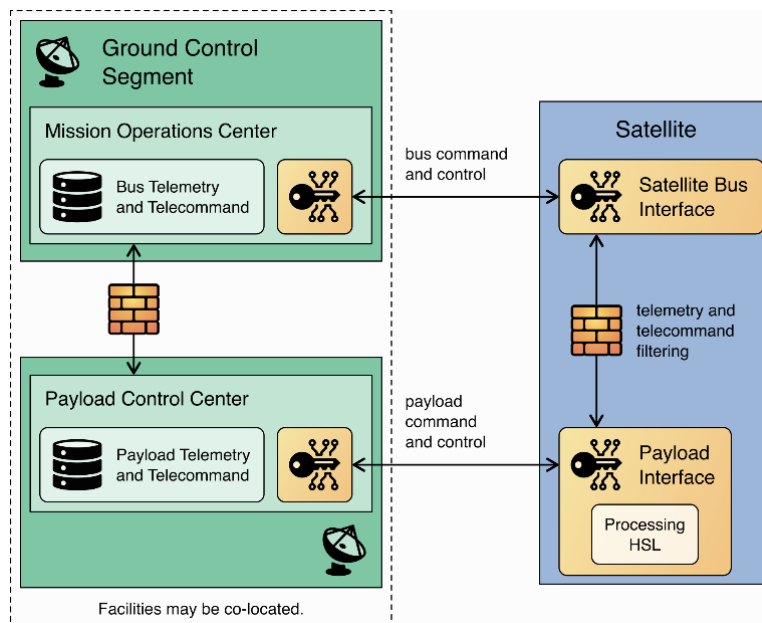 Ground Control
Segment
Mission Operations Center
Bus Telemetry
and Telecommand
bus command
and control
Satellite
Satellite Bus
Interface
telemetry and
telecommand
filtering
Payload Control Center
Payload Telemetry
and Telecommand
payload
command
and control
Payload
Interface
Processing
HSL
Facilities may be co-located.